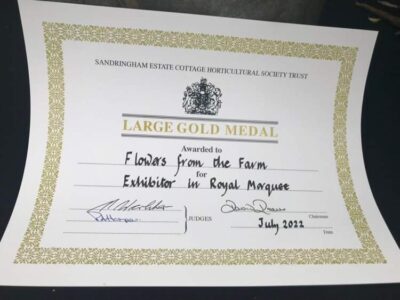 SANDRINGHAM ESTATE COTTAGE HORTICULTURAL SOCIETY TRUST
LARGE GOLD MEDAL
Awarded to
Flowers from the Farm
for
Exhibitor in Royal Marquee
JUDGES
Chairman
July 2022
Date